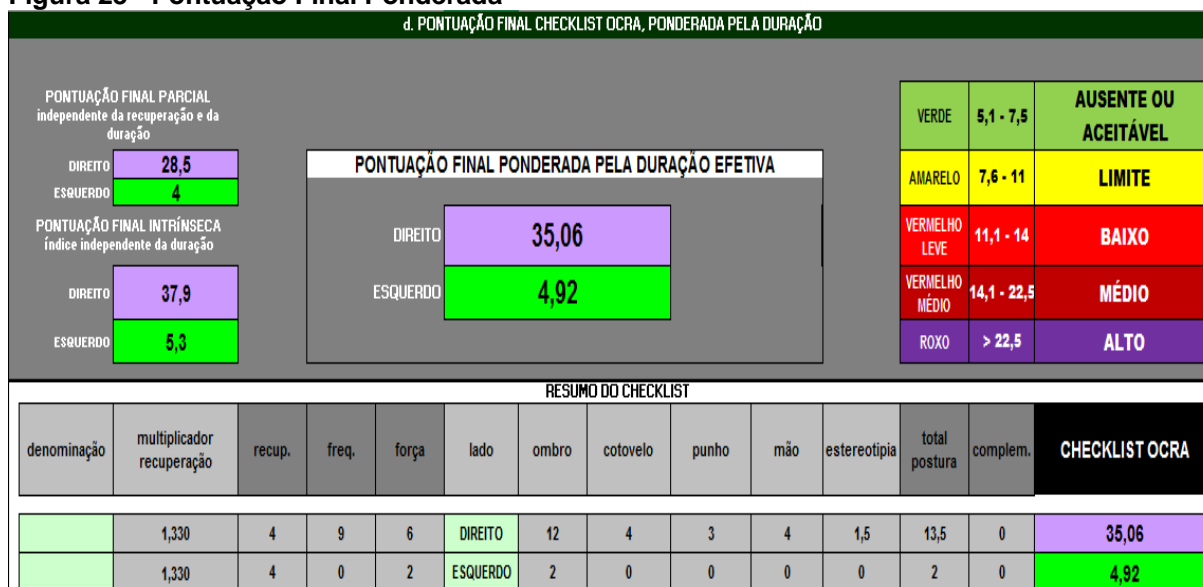 d. PONTUAÇÃO FINAL CHECKLIST OCRA, PONDERADA PELA DURAÇÃO
PONTUAÇÃO FINAL PARCIAL
independente da recuperação e da
duração
DIREITO 28,5
ESQUERDO 4
PONTUAÇÃO FINAL INTRÍNSECA
índice independente da duração
DIREITO 37,9
ESQUERDO 5,3
PONTUAÇÃO FINAL PONDERADA PELA DURAÇÃO EFETIVA
DIREITO 35,06
ESQUERDO 4,92
VERDE 5,1 - 7,5 AUSENTE OU
ACEITÁVEL
AMARELO 7,6 - 11 LIMITE
VERMELHO
LEVE 11,1 - 14 BAIXO
VERMELHO
MÉDIO 14,1 - 22,5 MÉDIO
ROXO > 22,5 ALTO
RESUMO DO CHECKLIST
denominação multiplicador
recuperação recup. freq. força lado ombro cotovelo punho mão estereotipia total
postura complem. CHECKLIST OCRA
1,330 4 9 6 DIREITO 12 4 3 4 1,5 13,5 0 35,06
1,330 4 0 2 ESQUERDO 2 0 0 0 0 2 0 4,92